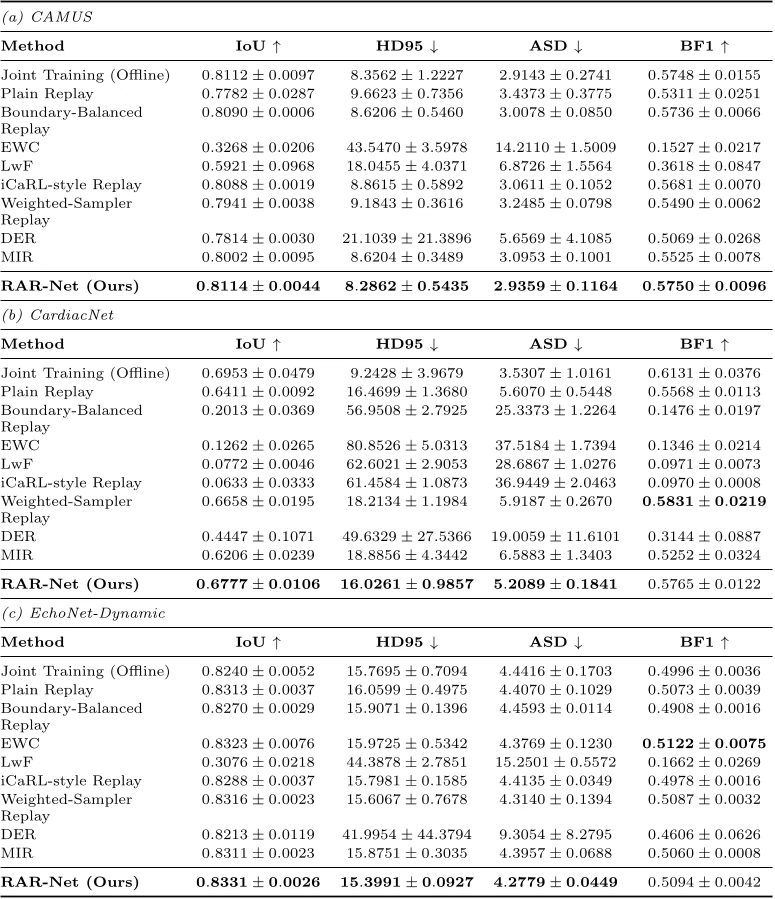 (a) CAMUS
Method IoU ↑ HD95 ↓ ASD ↓ BF1 ↑
Joint Training (Offline) 0.8112 ± 0.0097 8.3562 ± 1.2227 2.9143 ± 0.2741 0.5748 ± 0.0155
Plain Replay 0.7782 ± 0.0287 9.6623 ± 0.7356 3.4373 ± 0.3775 0.5311 ± 0.0251
Boundary-Balanced 0.8090 ± 0.0006 8.6206 ± 0.5460 3.0078 ± 0.0850 0.5736 ± 0.0066
Replay
EWC 0.3268 ± 0.0206 43.5470 ± 3.5978 14.2110 ± 1.5009 0.1527 ± 0.0217
LwF 0.5921 ± 0.0968 18.0455 ± 4.0371 6.8726 ± 1.5564 0.3618 ± 0.0847
iCaRL-style Replay 0.8088 ± 0.0019 8.8615 ± 0.5892 3.0611 ± 0.1052 0.5681 ± 0.0070
Weighted-Sampler 0.7941 ± 0.0038 9.1843 ± 0.3616 3.2485 ± 0.0798 0.5490 ± 0.0062
Replay
DER 0.7814 ± 0.0030 21.1039 ± 21.3896 5.6569 ± 4.1085 0.5069 ± 0.0268
MIR 0.8002 ± 0.0095 8.6204 ± 0.3489 3.0953 ± 0.1001 0.5525 ± 0.0078
RAR-Net (Ours) 0.8114 ± 0.0044 8.2862 ± 0.5435 2.9359 ± 0.1164 0.5750 ± 0.0096
(b) CardiacNet
Method IoU ↑ HD95 ↓ ASD ↓ BF1 ↑
Joint Training (Offline) 0.6953 ± 0.0479 9.2428 ± 3.9679 3.5307 ± 1.0161 0.6131 ± 0.0376
Plain Replay 0.6411 ± 0.0092 16.4699 ± 1.3680 5.6070 ± 0.5448 0.5568 ± 0.0113
Boundary-Balanced 0.2013 ± 0.0369 56.9508 ± 2.7925 25.3373 ± 1.2264 0.1476 ± 0.0197
Replay
EWC 0.1262 ± 0.0265 80.8526 ± 5.0313 37.5184 ± 1.7394 0.1346 ± 0.0214
LwF 0.0772 ± 0.0046 62.6021 ± 2.9053 28.6867 ± 1.0276 0.0971 ± 0.0073
iCaRL-style Replay 0.0633 ± 0.0333 61.4584 ± 1.0873 36.9449 ± 2.0463 0.0970 ± 0.0008
Weighted-Sampler 0.6658 ± 0.0195 18.2134 ± 1.1984 5.9187 ± 0.2670 0.5831 ± 0.0219
Replay
DER 0.4447 ± 0.1071 49.6329 ± 27.5366 19.0059 ± 11.6101 0.3144 ± 0.0887
MIR 0.6206 ± 0.0239 18.8856 ± 4.3442 6.5883 ± 1.3403 0.5252 ± 0.0324
RAR-Net (Ours) 0.6777 ± 0.0106 16.0261 ± 0.9857 5.2089 ± 0.1841 0.5765 ± 0.0122
(c) EchoNet-Dynamic
Method IoU ↑ HD95 ↓ ASD ↓ BF1 ↑
Joint Training (Offline) 0.8240 ± 0.0052 15.7695 ± 0.7094 4.4416 ± 0.1703 0.4996 ± 0.0036
Plain Replay 0.8313 ± 0.0037 16.0599 ± 0.4975 4.4070 ± 0.1029 0.5073 ± 0.0039
Boundary-Balanced 0.8270 ± 0.0029 15.9071 ± 0.1396 4.4593 ± 0.0114 0.4908 ± 0.0016
Replay
EWC 0.8323 ± 0.0076 15.9725 ± 0.5342 4.3769 ± 0.1230 0.5122 ± 0.0075
LwF 0.3076 ± 0.0218 44.3878 ± 2.7851 15.2501 ± 0.5572 0.1662 ± 0.0269
iCaRL-style Replay 0.8288 ± 0.0037 15.7981 ± 0.1585 4.4135 ± 0.0349 0.4978 ± 0.0016
Weighted-Sampler 0.8316 ± 0.0023 15.6067 ± 0.7678 4.3140 ± 0.1394 0.5087 ± 0.0032
Replay
DER 0.8213 ± 0.0119 41.9954 ± 44.3794 9.3054 ± 8.2795 0.4606 ± 0.0626
MIR 0.8311 ± 0.0023 15.8751 ± 0.3035 4.3957 ± 0.0688 0.5060 ± 0.0008
RAR-Net (Ours) 0.8331 ± 0.0026 15.3991 ± 0.0927 4.2779 ± 0.0449 0.5094 ± 0.0042